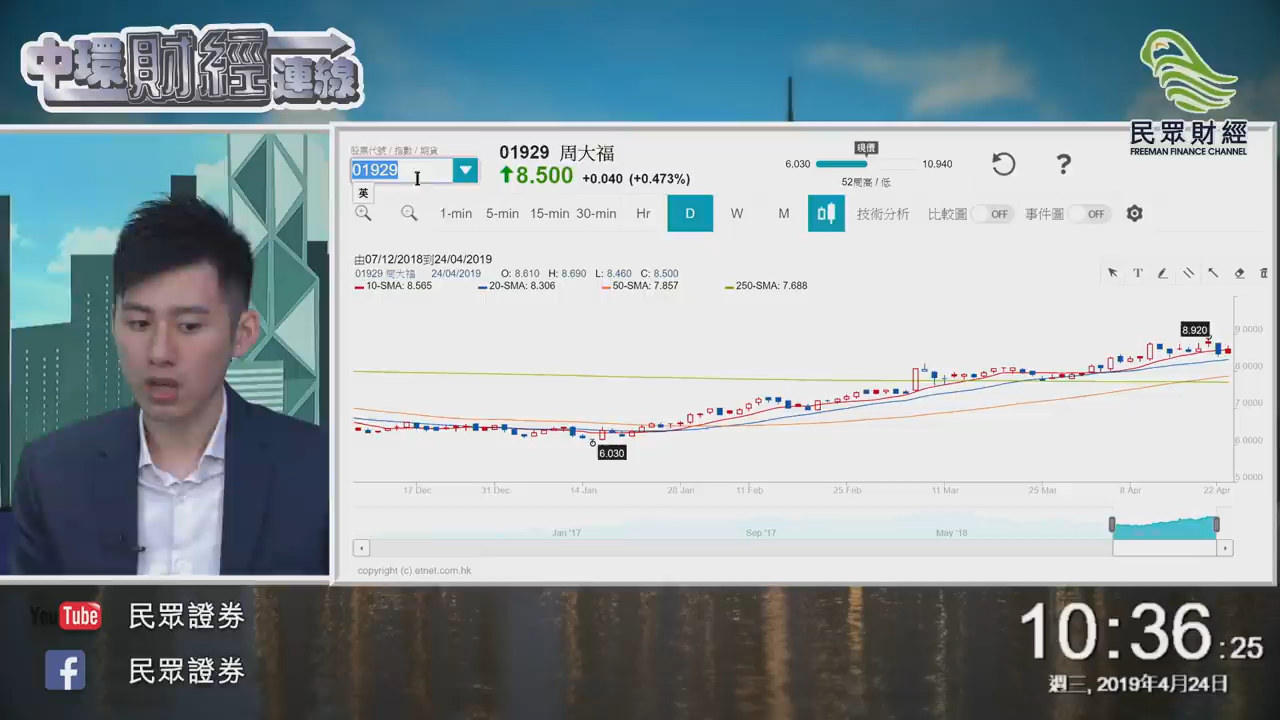 中環財經連線
民眾財經
FREEMAN FINANCE CHANNEL
股票代號 / 指數 / 期貨
01929
英
01929 周大福
8.500 +0.040 (+0.473%)
現價
6.030 10.940
52周高 / 低
?
1-min 5-min 15-min 30-min Hr D W M 技術分析 比較圖 OFF 事件圖 OFF
由07/12/2018到24/04/2019
01929 周大福 24/04/2019 O: 8.610 H: 8.690 L: 8.460 C: 8.500
T
10-SMA: 8.565 20-SMA: 8.306 50-SMA: 7.857 250-SMA: 7.688
8.920
9.0000
8.0000
7.0000
6.0000
6.030
5.0000
17 Dec 31 Dec 14 Jan 28 Jan 11 Feb 25 Feb 11 Mar 25 Mar 8 Apr 22 Apr
Jan '17 Sep '17 May '18
copyright (c) etnet.com.hk
YouTube 民眾證券
f 民眾證券
10:36:25
週三, 2019年4月24日